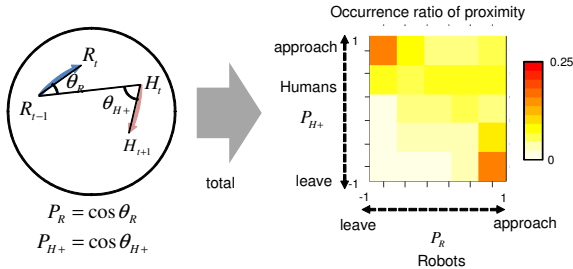 Occurrence ratio of proximity
R_t
θ_R
R_{t−1}
H_t
θ_{H+}
H_{t+1}
P_R = cos θ_R
P_{H+} = cos θ_{H+}
total
approach
1
Humans
P_{H+}
leave
-1
-1
1
leave
approach
P_R
Robots
0.25
0